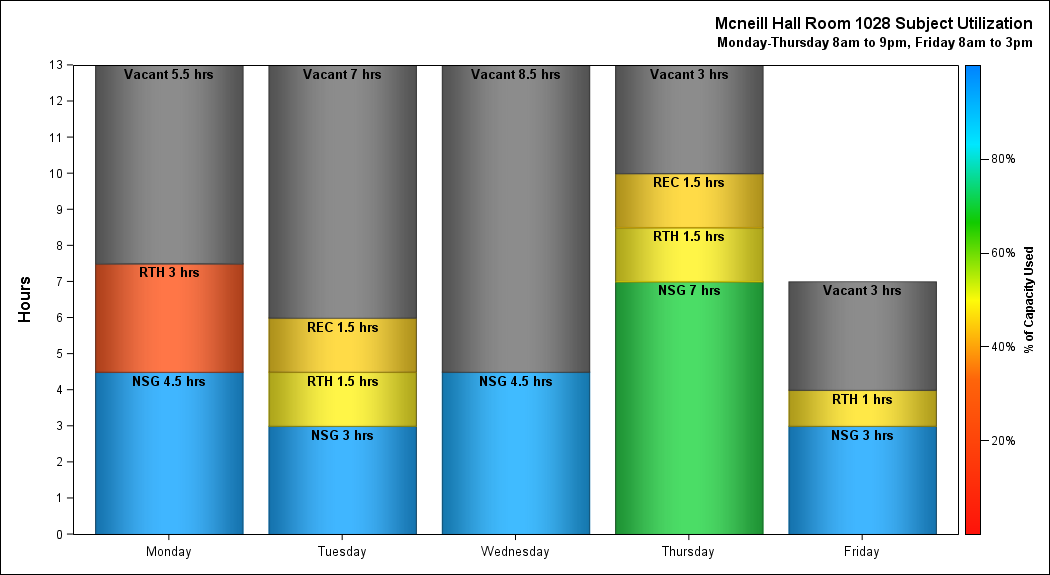 Mcneill Hall Room 1028 Subject Utilization
Monday-Thursday 8am to 9pm, Friday 8am to 3pm
Hours
13
12
11
10
9
8
7
6
5
4
3
2
1
0
Vacant 5.5 hrs
RTH 3 hrs
NSG 4.5 hrs
Vacant 7 hrs
REC 1.5 hrs
RTH 1.5 hrs
NSG 3 hrs
Vacant 8.5 hrs
NSG 4.5 hrs
Vacant 3 hrs
REC 1.5 hrs
RTH 1.5 hrs
NSG 7 hrs
Vacant 3 hrs
RTH 1 hrs
NSG 3 hrs
Monday
Tuesday
Wednesday
Thursday
Friday
80%
60%
40%
20%
% of Capacity Used